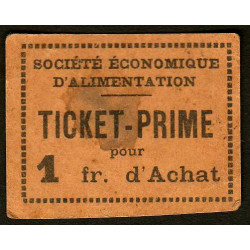 SOCIÉTÉ ÉCONOMIQUE
D'ALIMENTATION
TICKET-PRIME
pour
1 fr. d'Achat